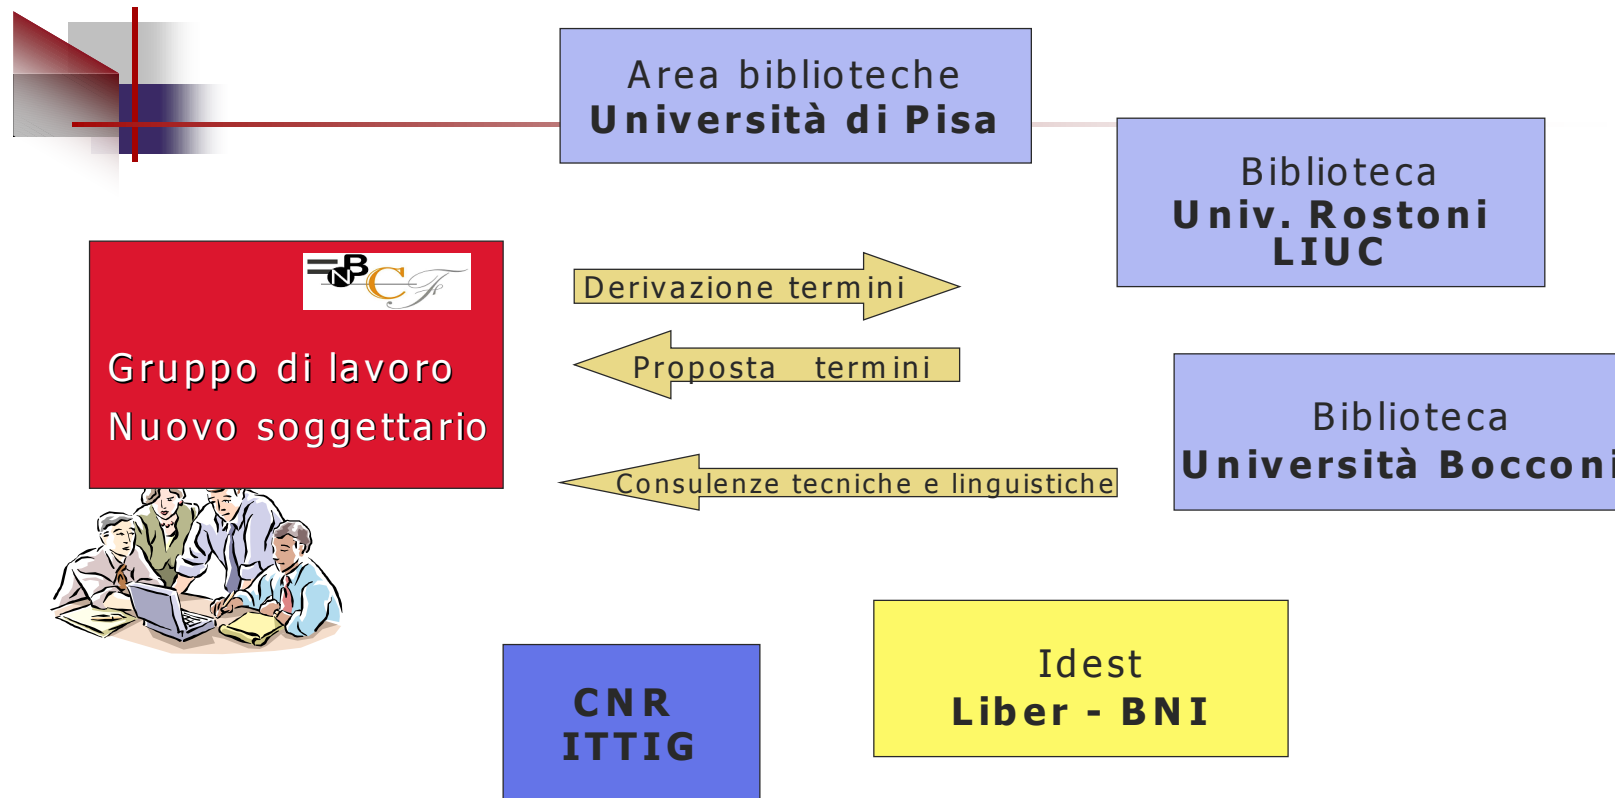 Area biblioteche
Università di Pisa
Biblioteca
Univ. Rostoni
LIUC
BNCF
Gruppo di lavoro
Nuovo soggettario
Derivazione termini
Proposta termini
Consulenze tecniche e linguistiche
Biblioteca
Università Bocconi
Idest
Liber - BNI
CNR
ITTIG